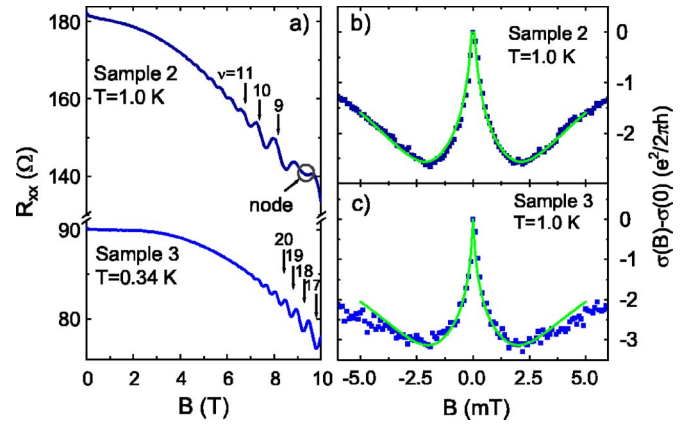 a)
180
160
140
90
80
Rxx (Ω)
Sample 2
T=1.0 K
ν=11
10
9
node
Sample 3
T=0.34 K
20
19
18
17
0 2 4 6 8 10
B (T)
b)
Sample 2
T=1.0 K
0
-1
-2
c)
Sample 3
T=1.0 K
0
-1
-2
-3
σ(B)-σ(0) (e²/2πh)
-5.0 -2.5 0.0 2.5 5.0
B (mT)